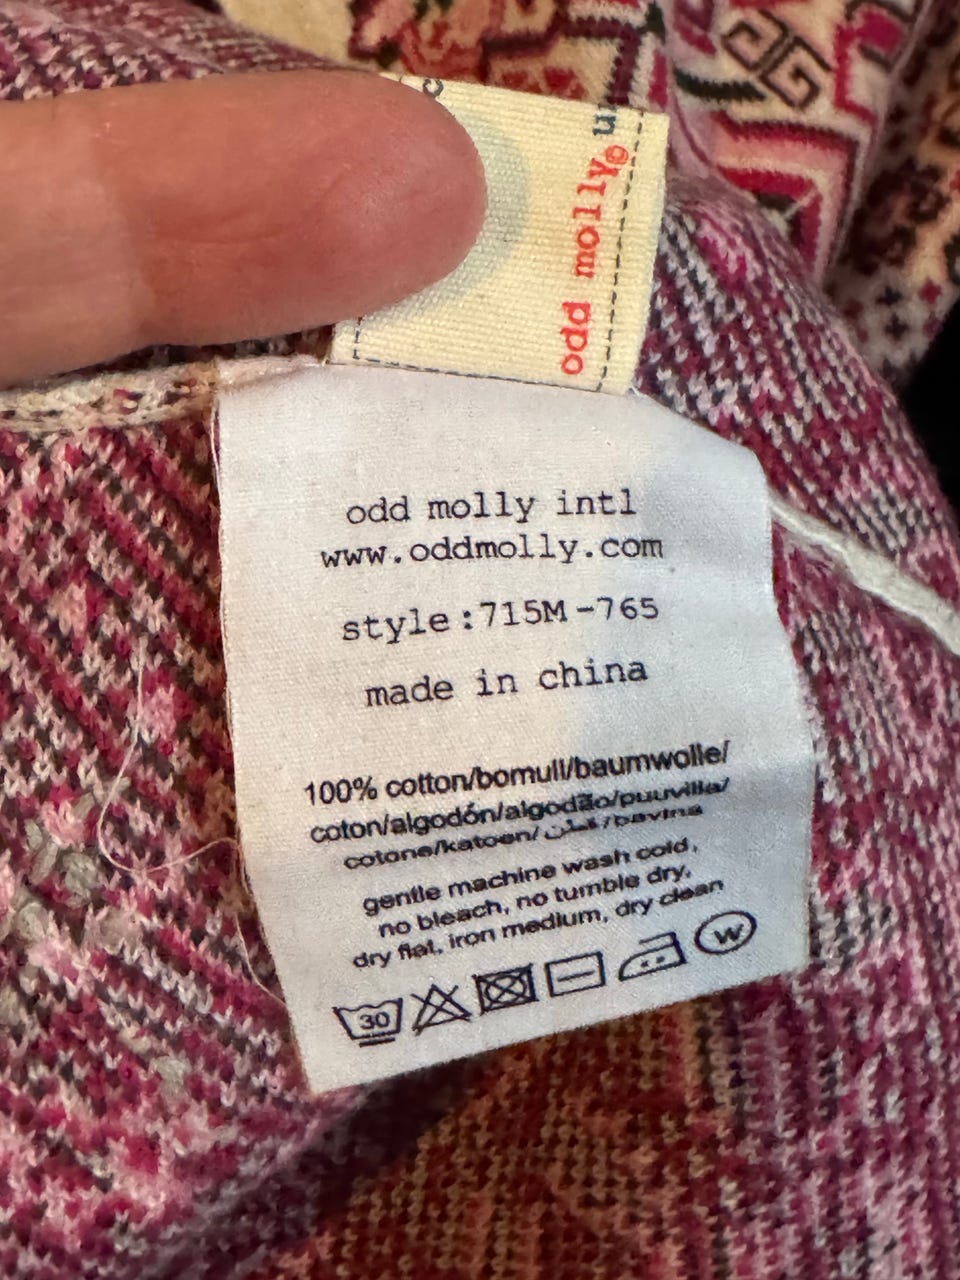 odd molly©
odd molly intl
www.oddmolly.com
style:715M-765
made in china
100% cotton/bomull/baumwolle/
coton/algodón/algodão/puuvilla/
cotone/katoen/قطن/bavlna
gentle machine wash cold,
no bleach, no tumble dry,
dry flat, iron medium, dry clean
30 W